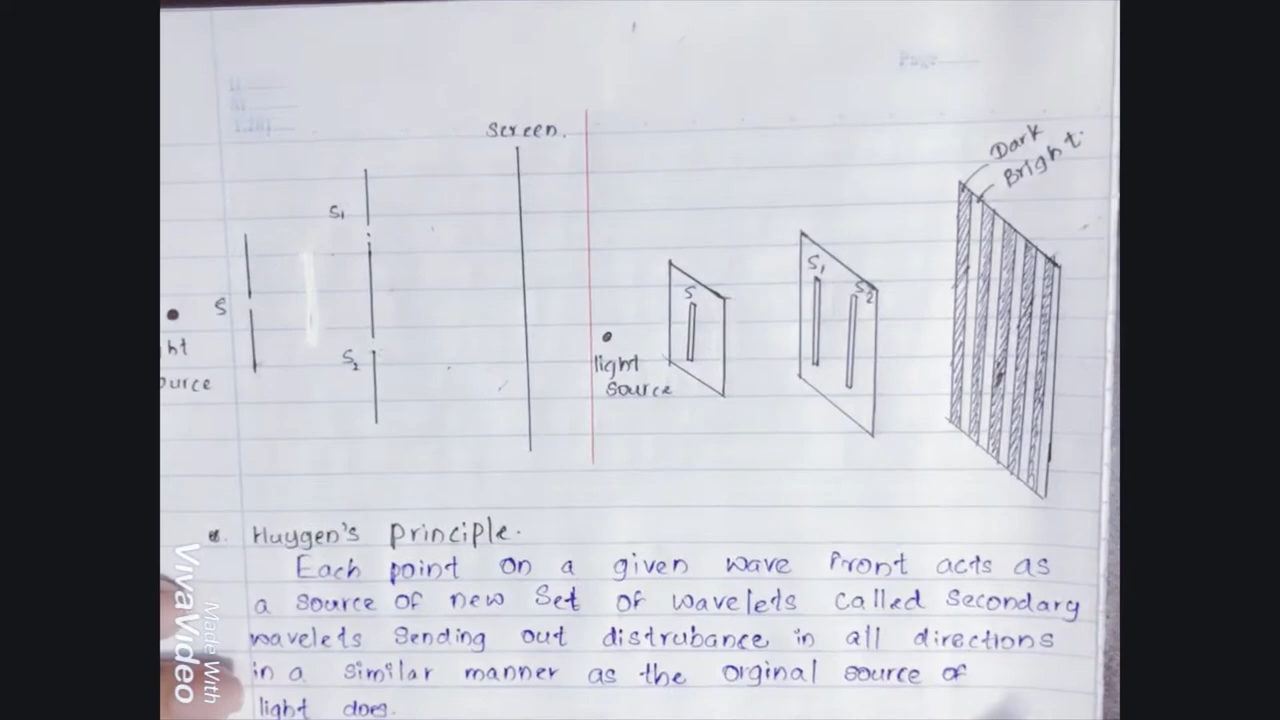 Page
Screen.
Dark
Bright.
S₁
S
S₂
ht
ource
S
S₁
S₂
light
source
Huygen's principle.
Each point on a given wave front acts as
a source of new Set of wavelets called Secondary
wavelets Sending out distrubance in all directions
in a similar manner as the orginal source of
light does.
Made With
VivaVideo